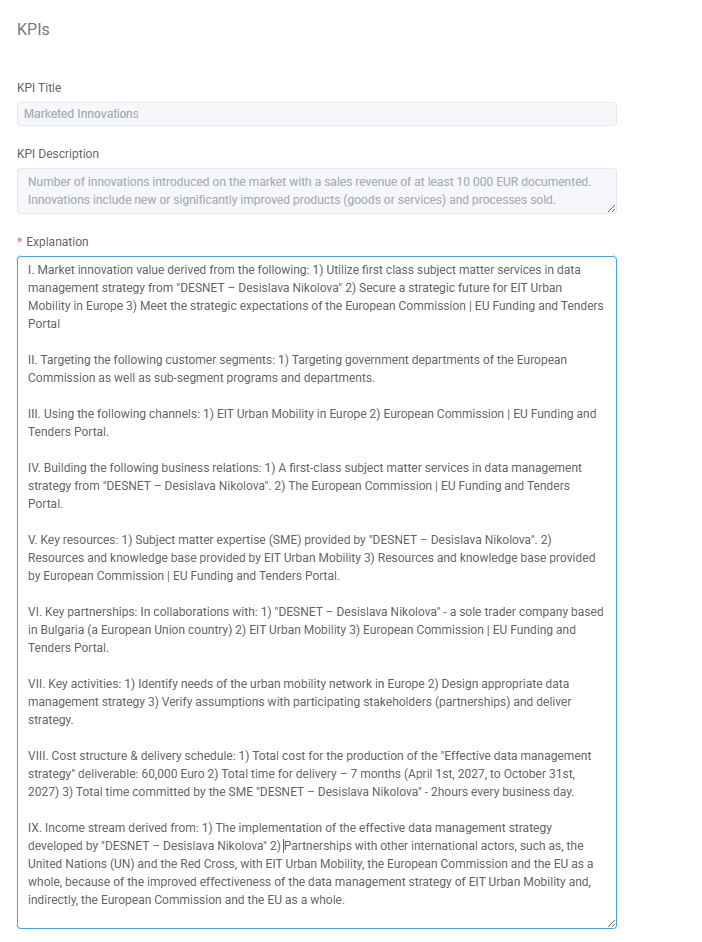 KPIs
KPI Title
Marketed Innovations
KPI Description
Number of innovations introduced on the market with a sales revenue of at least 10 000 EUR documented.
Innovations include new or significantly improved products (goods or services) and processes sold.
* Explanation
I. Market innovation value derived from the following: 1) Utilize first class subject matter services in data
management strategy from "DESNET – Desislava Nikolova" 2) Secure a strategic future for EIT Urban
Mobility in Europe 3) Meet the strategic expectations of the European Commission | EU Funding and Tenders
Portal
II. Targeting the following customer segments: 1) Targeting government departments of the European
Commission as well as sub-segment programs and departments.
III. Using the following channels: 1) EIT Urban Mobility in Europe 2) European Commission | EU Funding and
Tenders Portal.
IV. Building the following business relations: 1) A first-class subject matter services in data management
strategy from "DESNET – Desislava Nikolova". 2) The European Commission | EU Funding and Tenders
Portal.
V. Key resources: 1) Subject matter expertise (SME) provided by "DESNET – Desislava Nikolova". 2)
Resources and knowledge base provided by EIT Urban Mobility 3) Resources and knowledge base provided
by European Commission | EU Funding and Tenders Portal.
VI. Key partnerships: In collaborations with: 1) "DESNET – Desislava Nikolova" - a sole trader company based
in Bulgaria (a European Union country) 2) EIT Urban Mobility 3) European Commission | EU Funding and
Tenders Portal.
VII. Key activities: 1) Identify needs of the urban mobility network in Europe 2) Design appropriate data
management strategy 3) Verify assumptions with participating stakeholders (partnerships) and deliver
strategy.
VIII. Cost structure & delivery schedule: 1) Total cost for the production of the "Effective data management
strategy" deliverable: 60,000 Euro 2) Total time for delivery – 7 months (April 1st, 2027, to October 31st,
2027) 3) Total time committed by the SME "DESNET – Desislava Nikolova" - 2hours every business day.
IX. Income stream derived from: 1) The implementation of the effective data management strategy
developed by "DESNET – Desislava Nikolova" 2) Partnerships with other international actors, such as, the
United Nations (UN) and the Red Cross, with EIT Urban Mobility, the European Commission and the EU as a
whole, because of the improved effectiveness of the data management strategy of EIT Urban Mobility and,
indirectly, the European Commission and the EU as a whole.